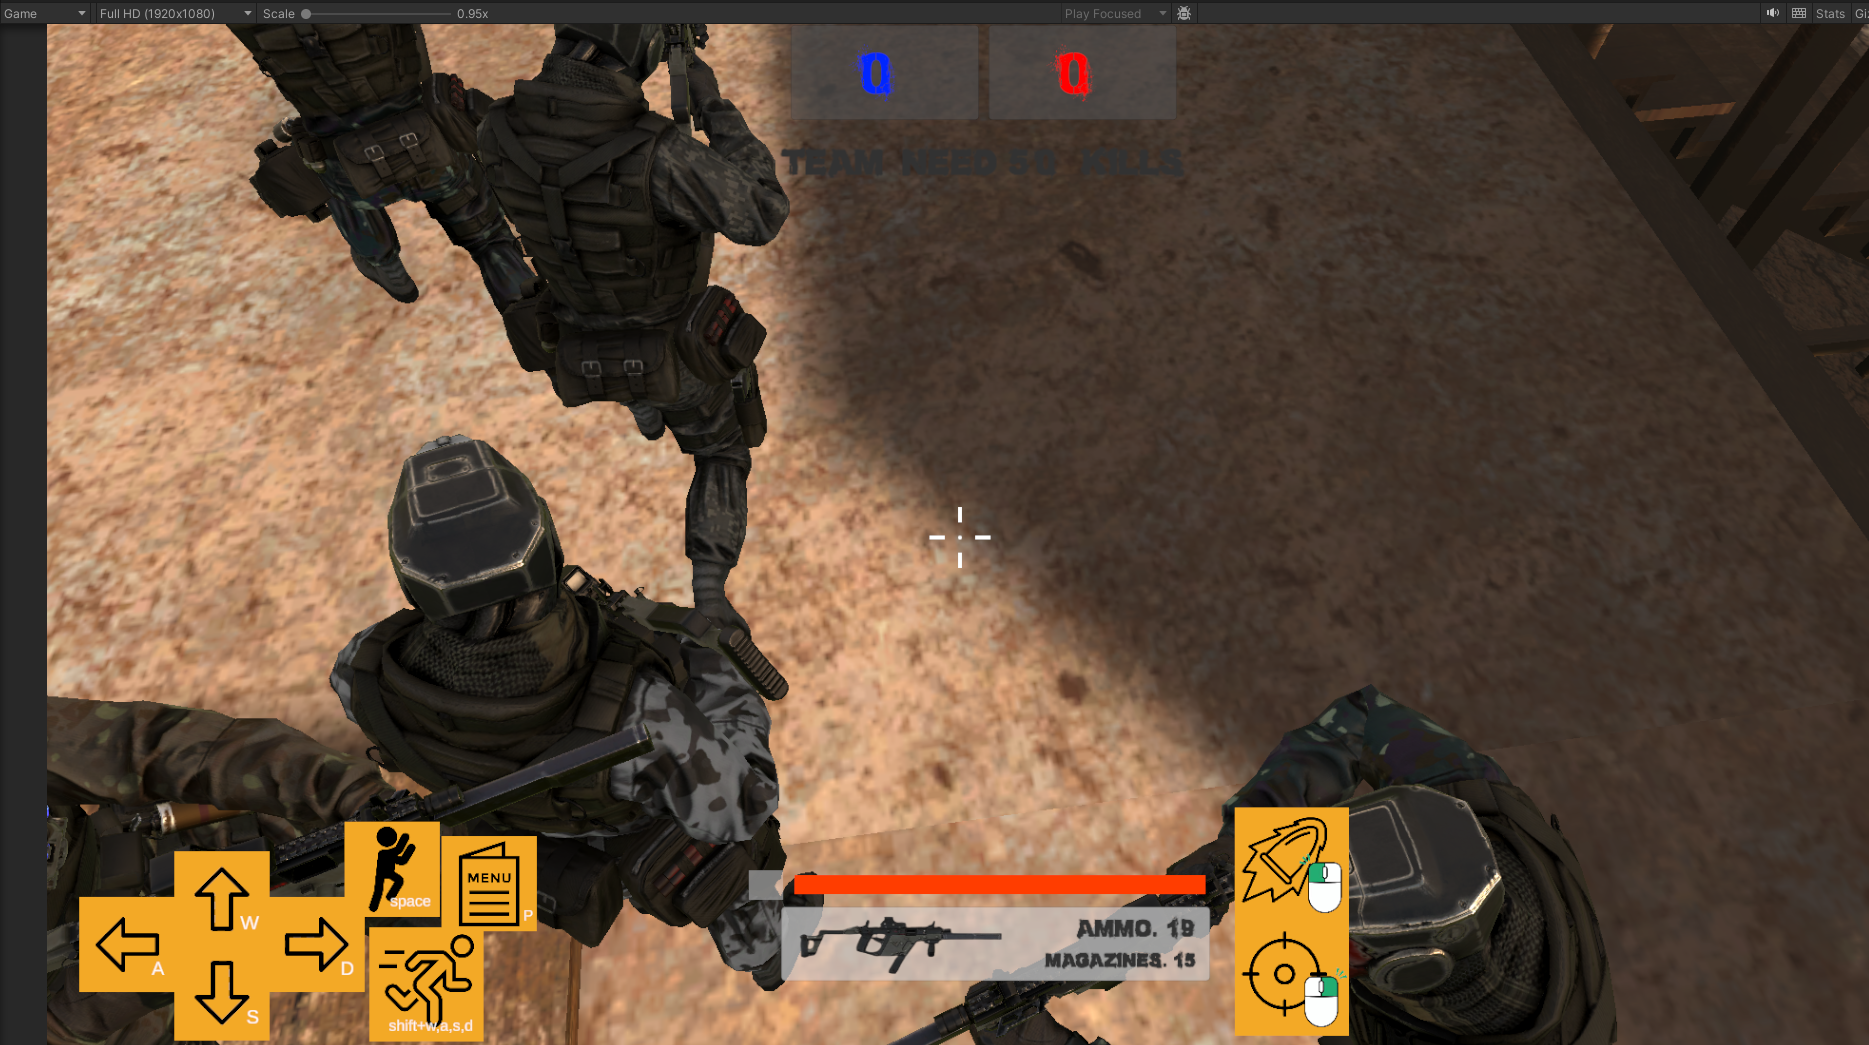 Game Full HD (1920x1080) Scale 0.95x Play Focused Stats Gi
0 0
TEAM NEED 50 KILLS
space
MENU
P
W
A
D
S
shift+w,a,s,d
AMMO. 19
MAGAZINES. 15